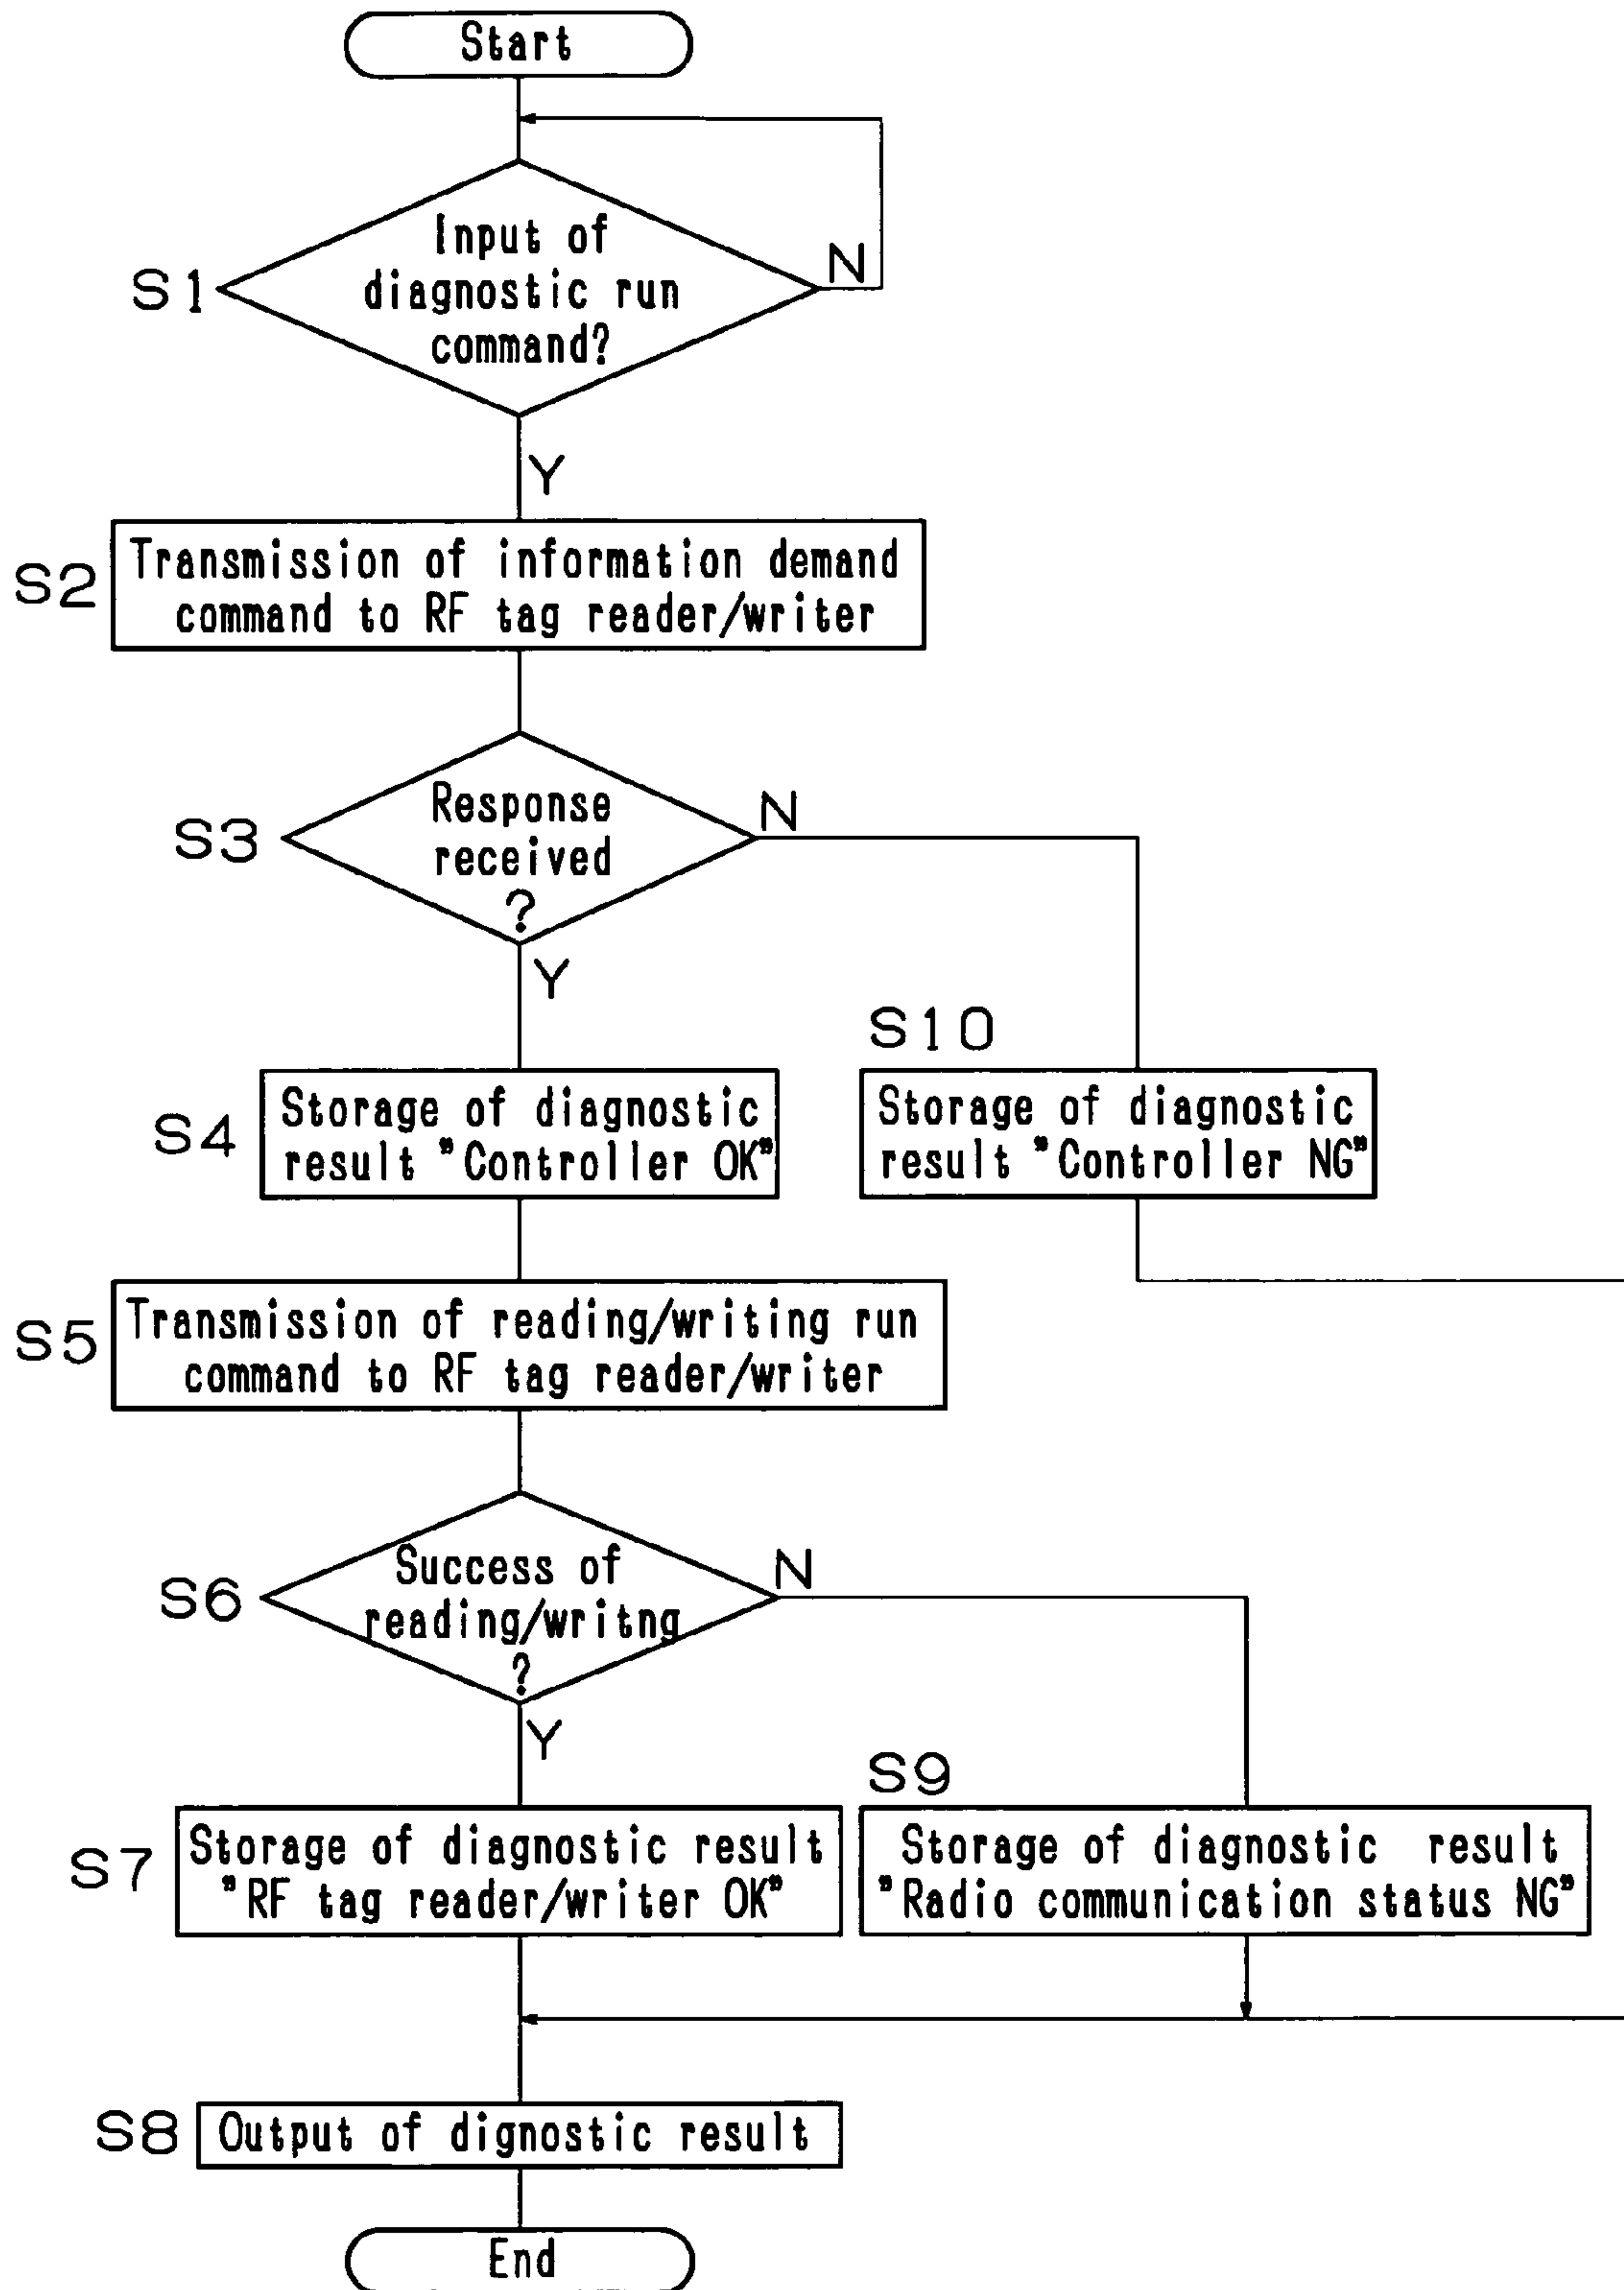 Start
Input of
diagnostic run
command?
S1
N
Y
S2
Transmission of information demand
command to RF tag reader/writer
S3
Response
received
?
N
Y
S10
S4
Storage of diagnostic
result "Controller OK"
Storage of diagnostic
result "Controller NG"
S5
Transmission of reading/writing run
command to RF tag reader/writer
S6
Success of
reading/writng
?
N
Y
S9
S7
Storage of diagnostic result
"RF tag reader/writer OK"
Storage of diagnostic result
"Radio communication status NG"
S8
Output of dignostic result
End